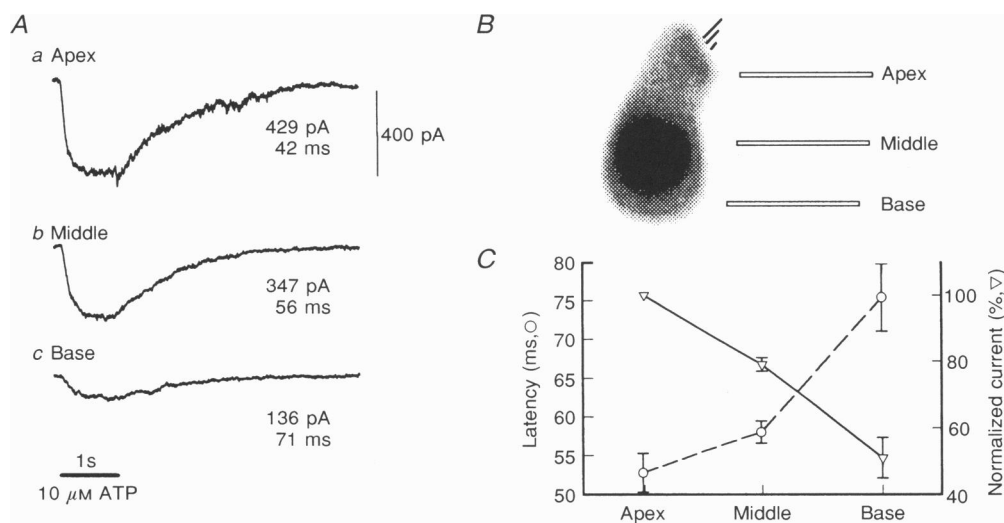 A
a Apex
429 pA
42 ms
400 pA
b Middle
347 pA
56 ms
c Base
136 pA
71 ms
1s
10 μM ATP
B
Apex
Middle
Base
C
Latency (ms,○)
80
75
70
65
60
55
50
100
80
60
40
Normalized current (%,▽)
Apex
Middle
Base